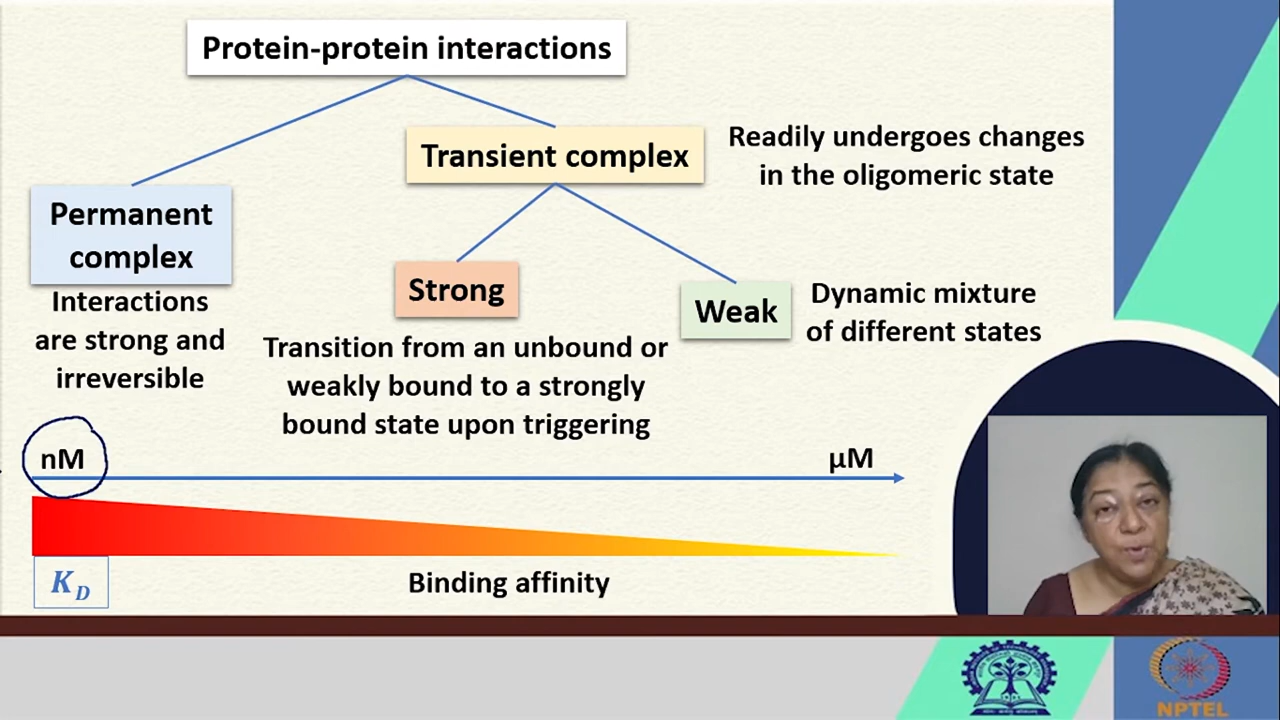 Protein-protein interactions
Transient complex
Readily undergoes changes
in the oligomeric state
Permanent
complex
Interactions
are strong and
irreversible
Strong
Transition from an unbound or
weakly bound to a strongly
bound state upon triggering
Weak
Dynamic mixture
of different states
nM
μM
K_D
Binding affinity
NPTEL